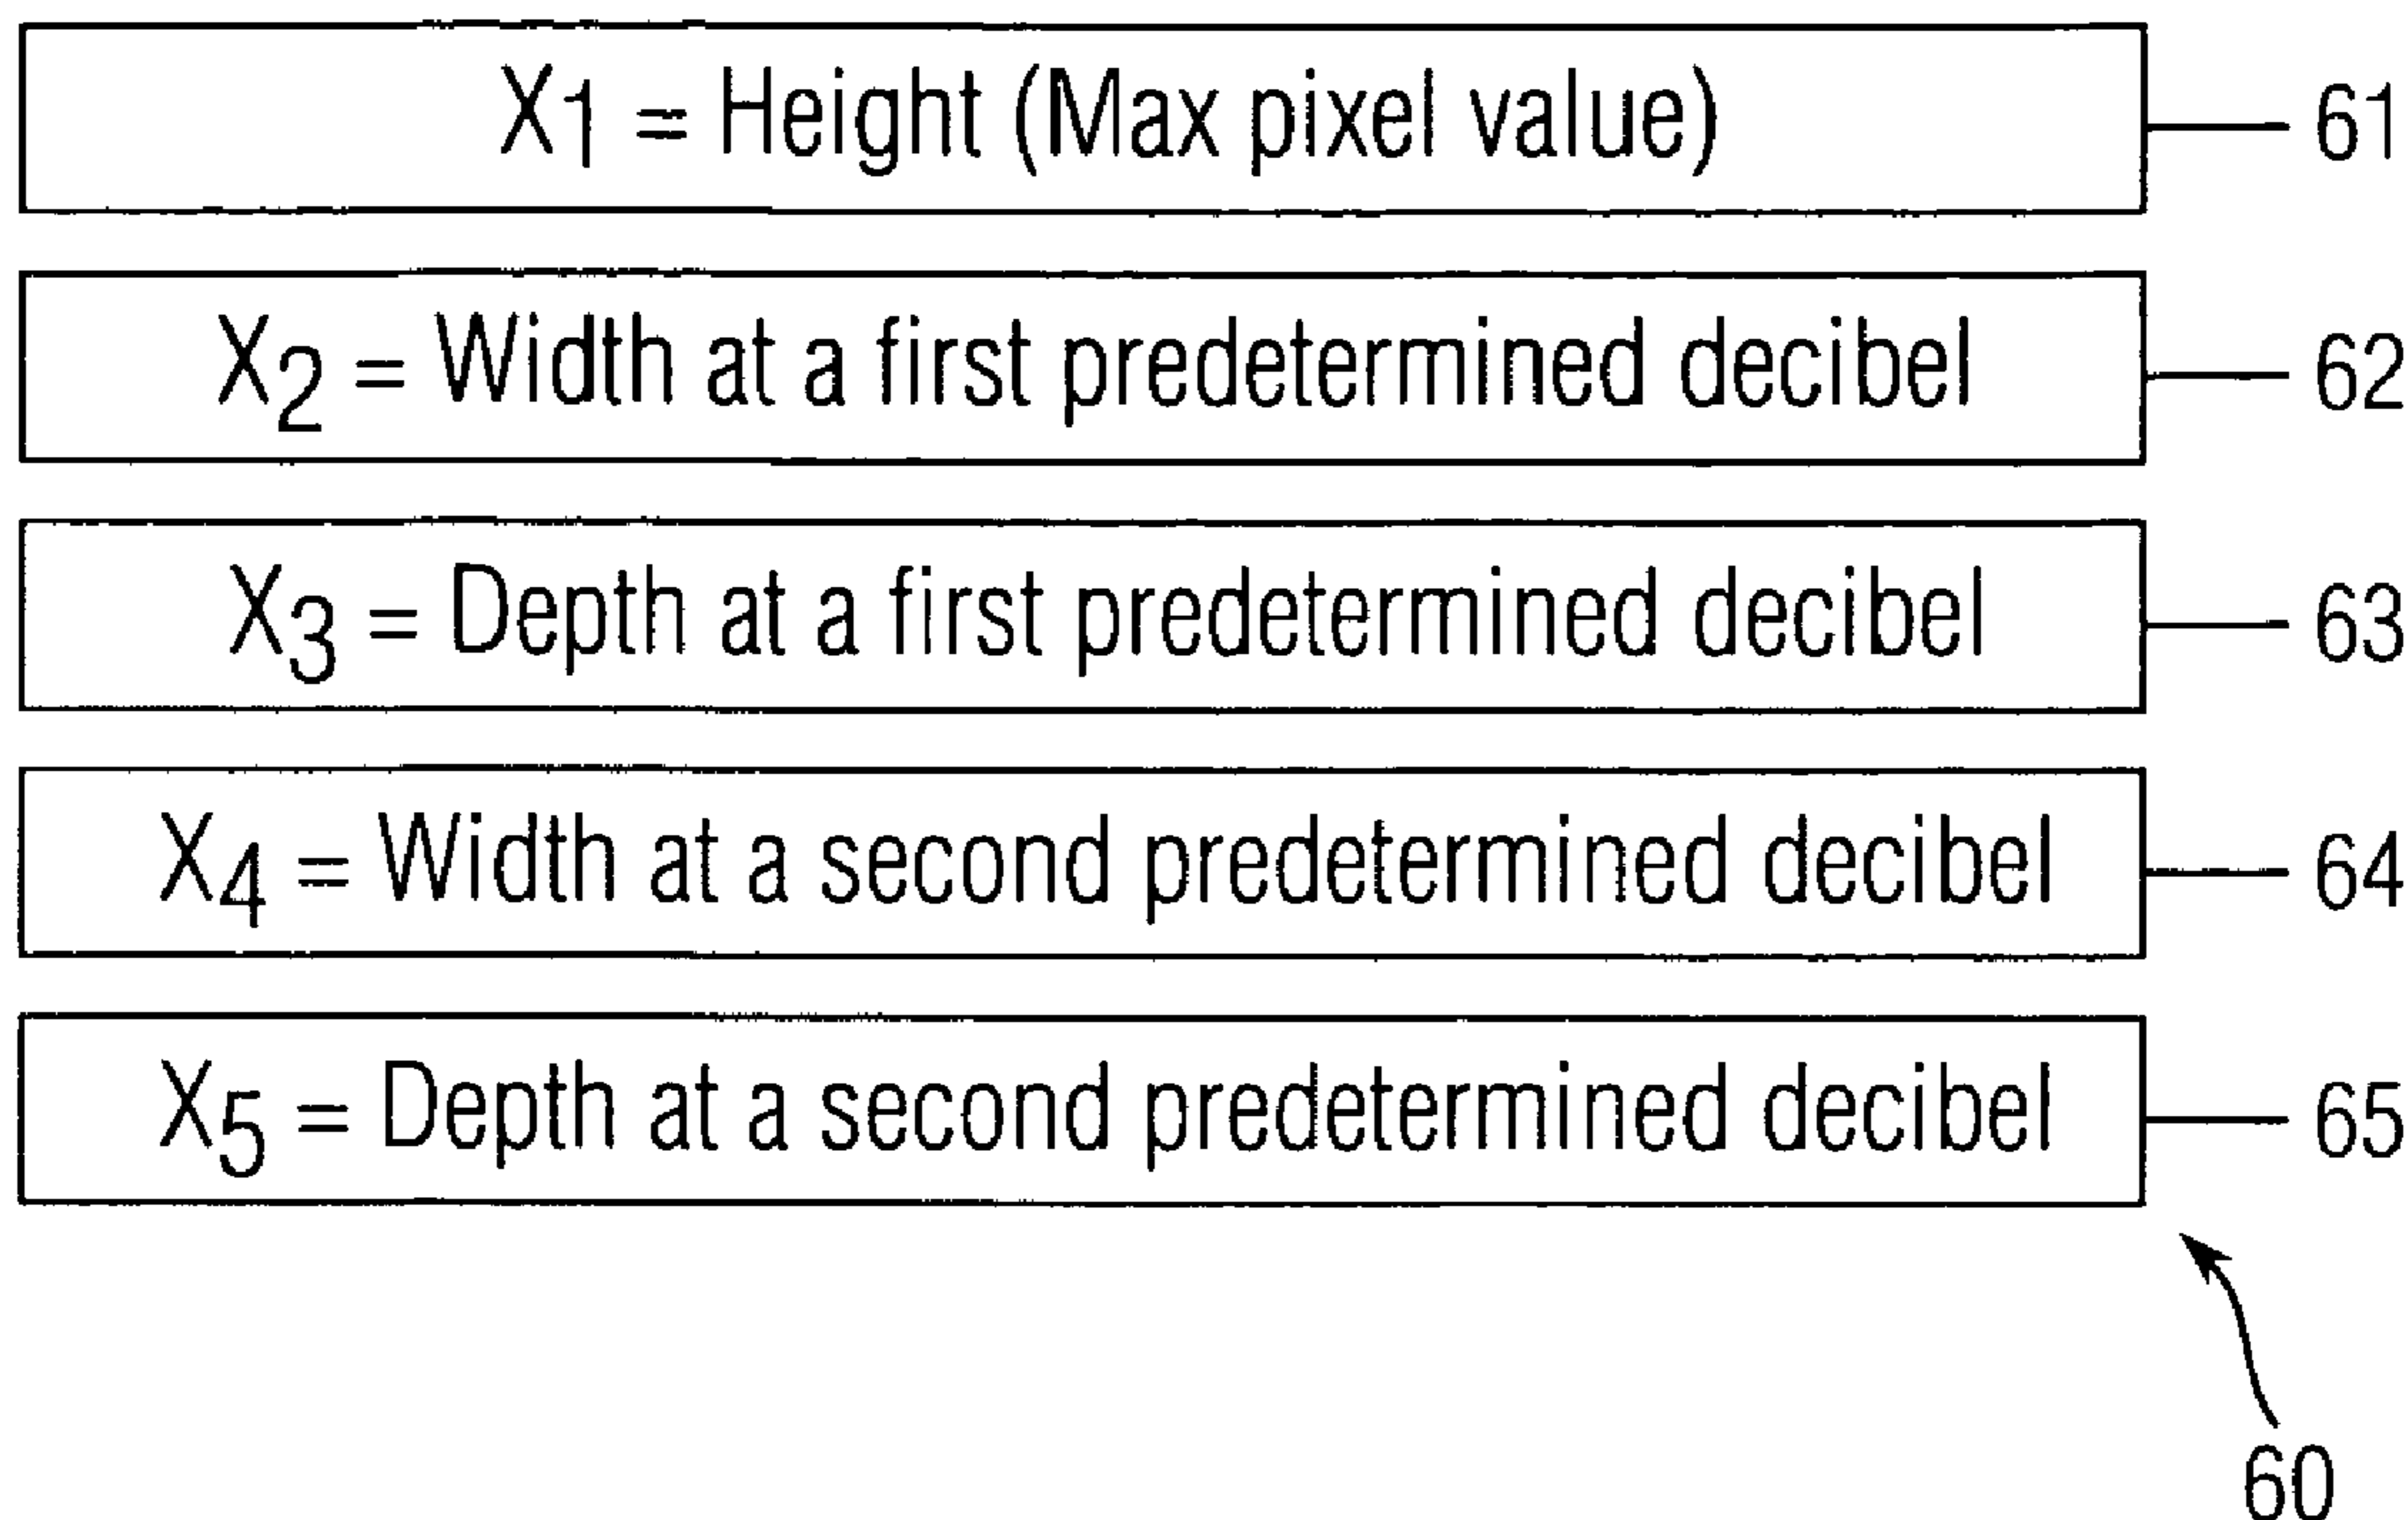 X1 = Height (Max pixel value) 61
X2 = Width at a first predetermined decibel 62
X3 = Depth at a first predetermined decibel 63
X4 = Width at a second predetermined decibel 64
X5 = Depth at a second predetermined decibel 65
60